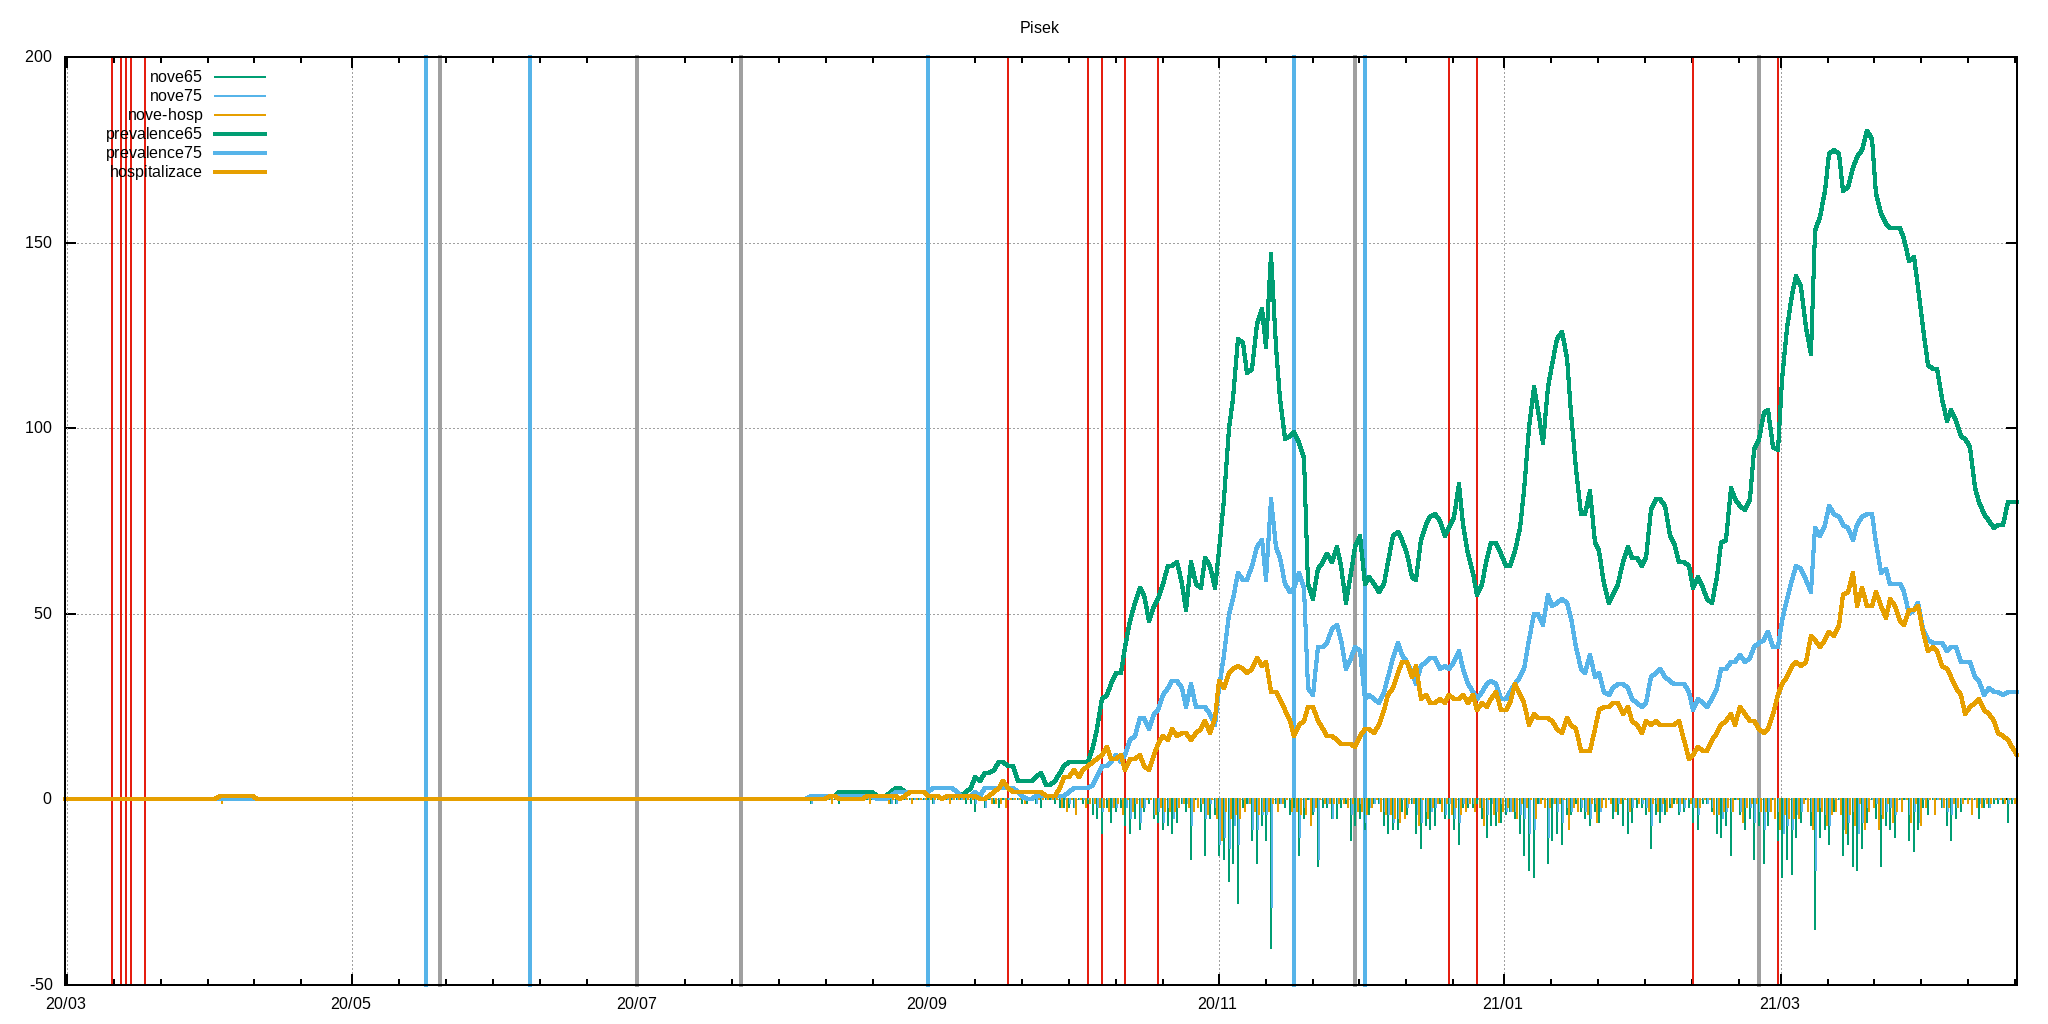 Pisek
200
150
100
50
0
-50
nove65
nove75
nove-hosp
prevalence65
prevalence75
hospitalizace
20/03 20/05 20/07 20/09 20/11 21/01 21/03